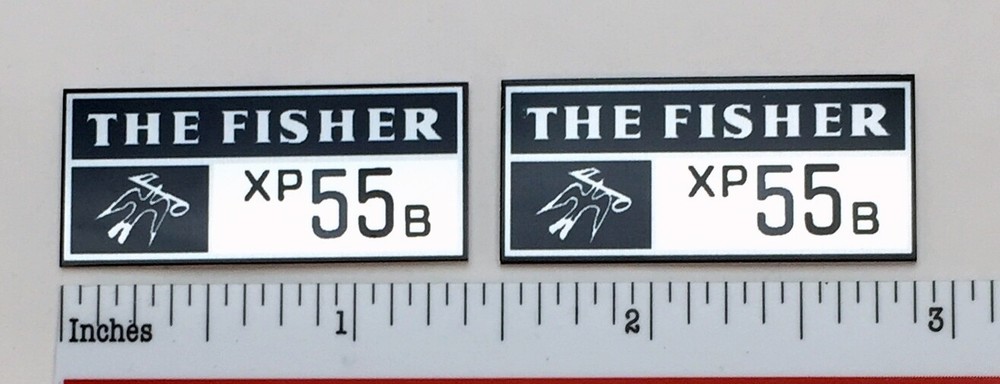 THE FISHER
XP55B
THE FISHER
XP55B
Inches 1 2 3